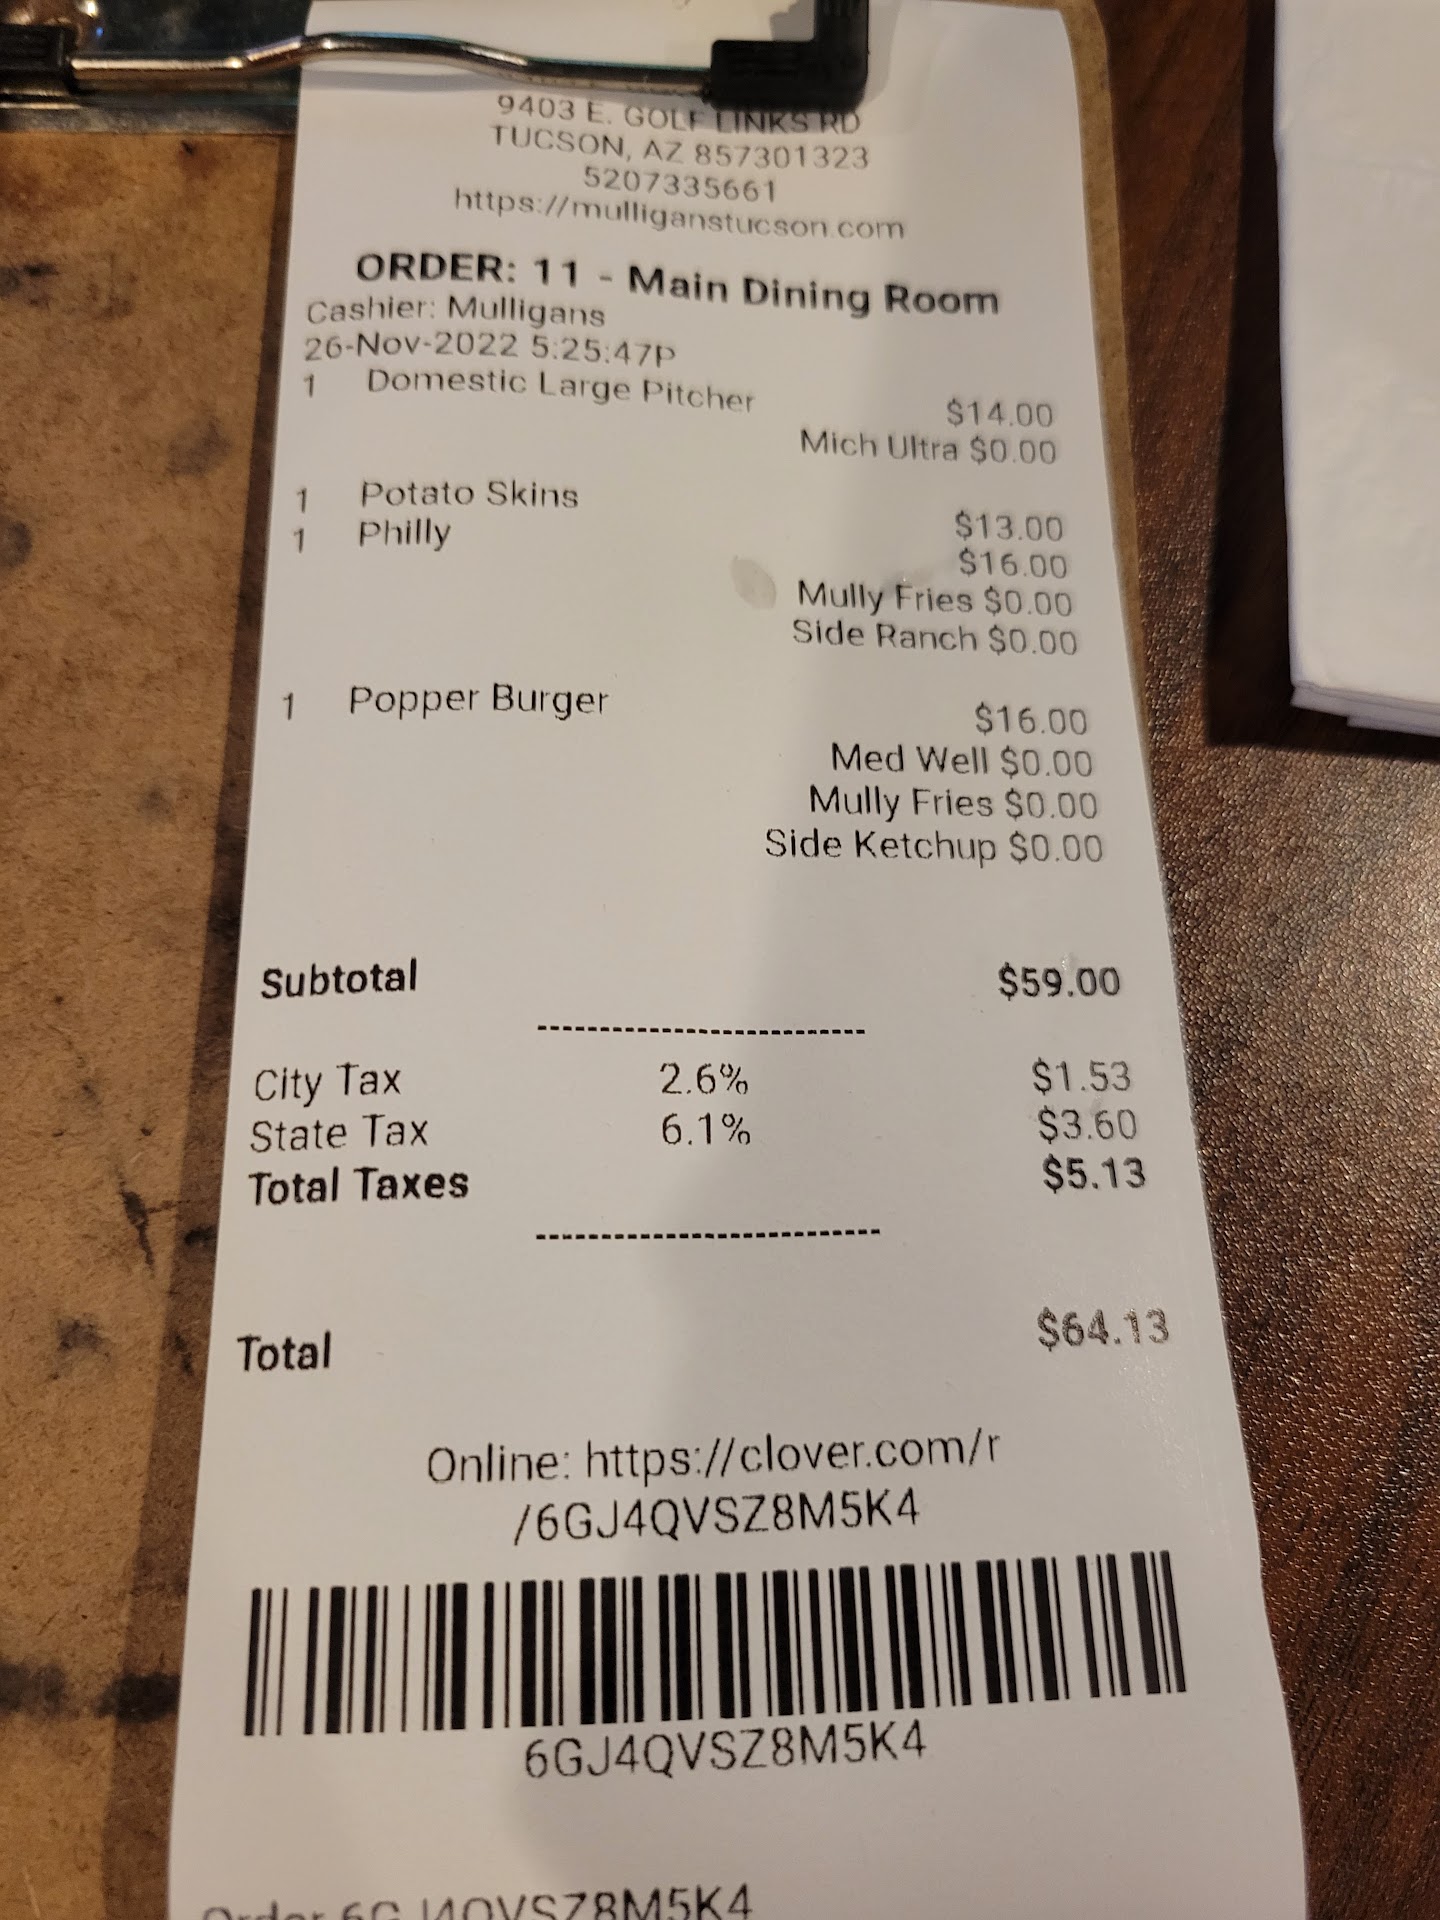 9403 E. GOLF LINKS RD
TUCSON, AZ 857301323
5207335661
https://mulliganstucson.com
ORDER: 11 - Main Dining Room
Cashier: Mulligans
26-Nov-2022 5:25:47P
1 Domestic Large Pitcher $14.00
Mich Ultra $0.00
1 Potato Skins $13.00
1 Philly $16.00
Mully Fries $0.00
Side Ranch $0.00
1 Popper Burger $16.00
Med Well $0.00
Mully Fries $0.00
Side Ketchup $0.00
Subtotal $59.00
--------------------------
City Tax 2.6% $1.53
State Tax 6.1% $3.60
Total Taxes $5.13
--------------------------
Total $64.13
Online: https://clover.com/r
/6GJ4QVSZ8M5K4
6GJ4QVSZ8M5K4
Order 6GJ4QVSZ8M5K4